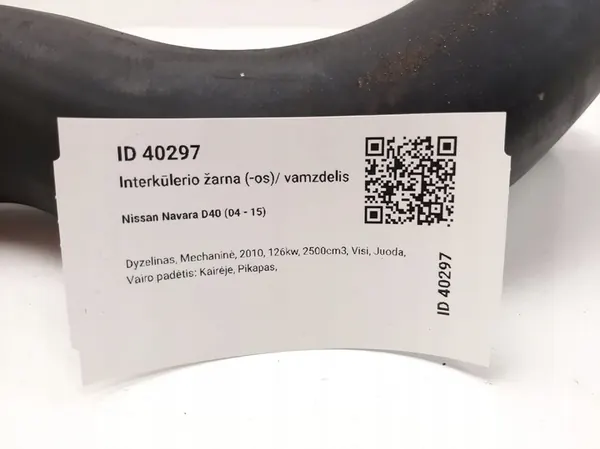 ID 40297
Interkūlerio žarna (-os)/ vamzdelis
Nissan Navara D40 (04 - 15)
Dyzelinas, Mechaninė, 2010, 126kw, 2500cm3, Visi, Juoda,
Vairo padėtis: Kairėje, Pikapas,
ID 40297